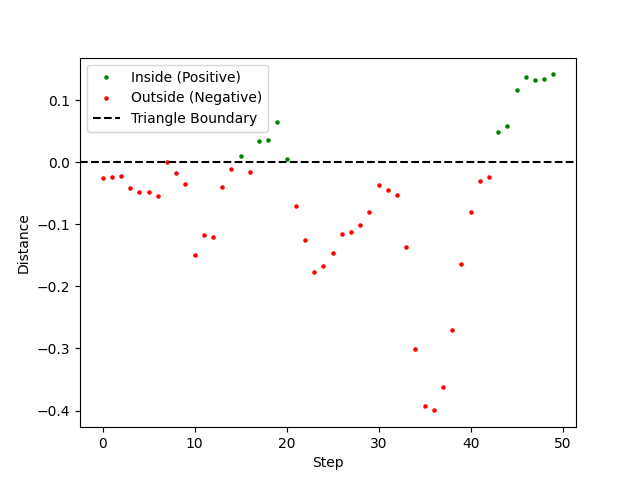 Inside (Positive)
Outside (Negative)
Triangle Boundary
0.1
0.0
−0.1
−0.2
−0.3
−0.4
Distance
0 10 20 30 40 50
Step